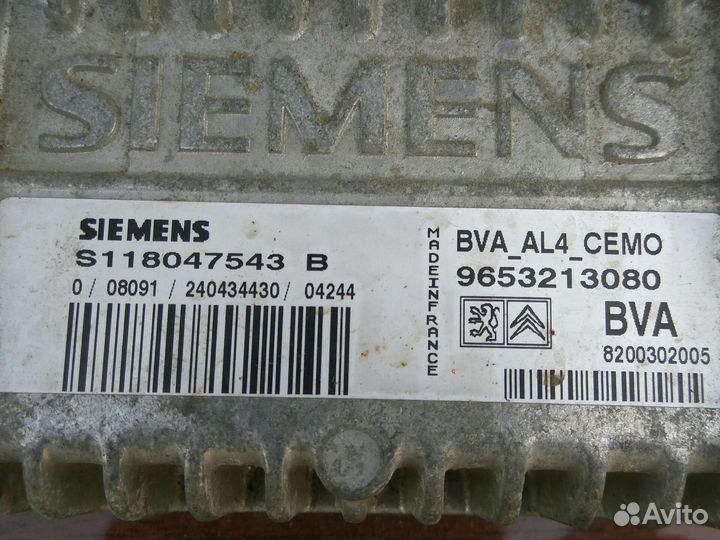 SIEMENS
SIEMENS
S118047543 B
0 / 08091 / 240434430 / 04244
MADEINFRANCE
BVA_AL4_CEMO
9653213080
BVA
8200302005
Avito